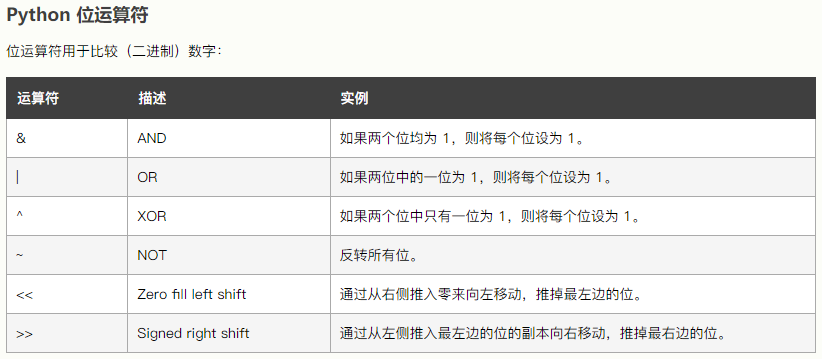 Python 位运算符
位运算符用于比较（二进制）数字：
运算符 描述 实例
& AND 如果两个位均为 1，则将每个位设为 1。
| OR 如果两位中的一位为 1，则将每个位设为 1。
^ XOR 如果两个位中只有一位为 1，则将每个位设为 1。
~ NOT 反转所有位。
<< Zero fill left shift 通过从右侧推入零来向左移动，推掉最左边的位。
>> Signed right shift 通过从左侧推入最左边的位的副本向右移动，推掉最右边的位。